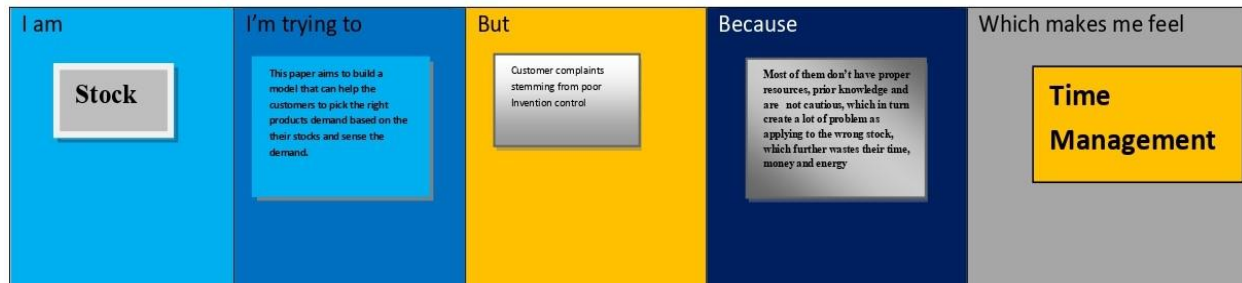 I am
Stock
I'm trying to
This paper aims to build a
model that can help the
customers to pick the right
products demand based on the
their stocks and sense the
demand.
But
Customer complaints
stemming from poor
Invention control
Because
Most of them don't have proper
resources, prior knowledge and
are not cautious, which in turn
create a lot of problem as
applying to the wrong stock,
which further wastes their time,
money and energy
Which makes me feel
Time
Management